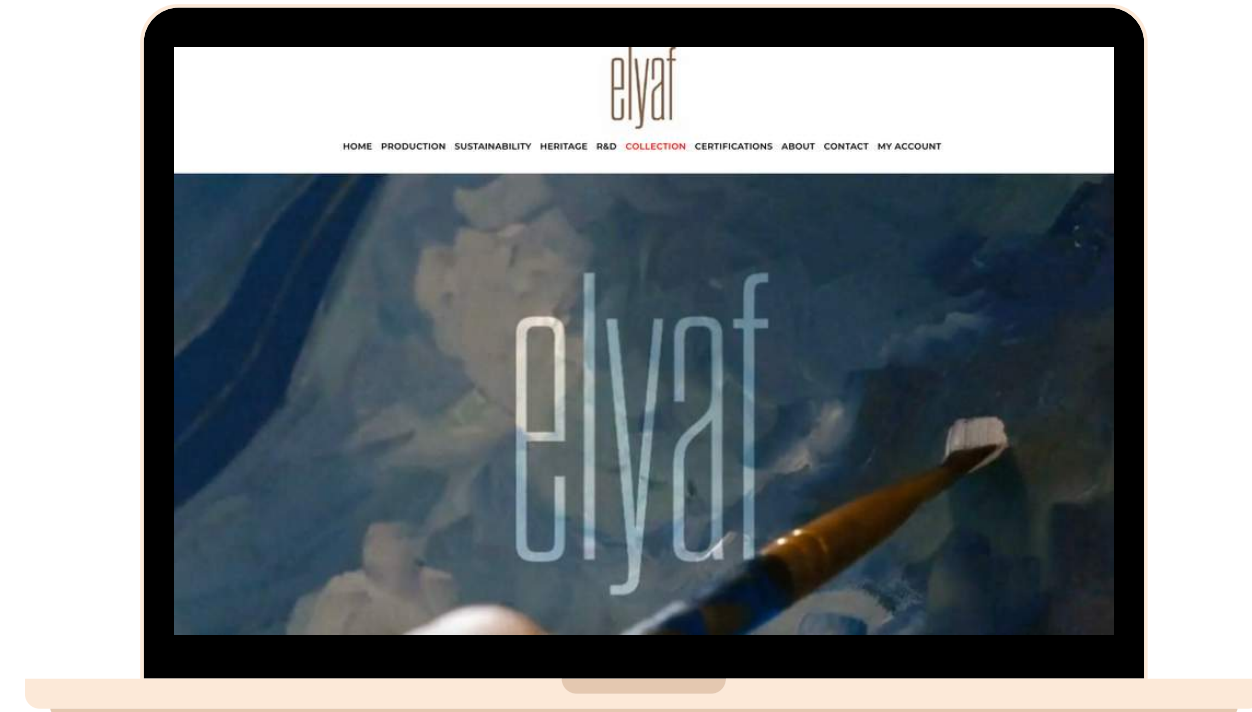 elyaf
HOME PRODUCTION SUSTAINABILITY HERITAGE R&D COLLECTION CERTIFICATIONS ABOUT CONTACT MY ACCOUNT
elyaf